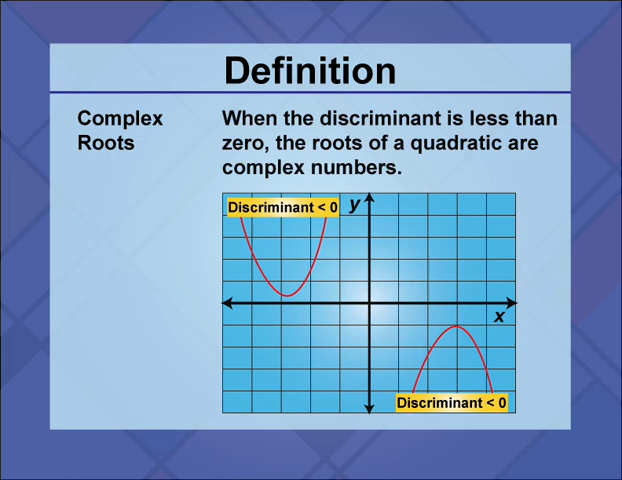 Definition
Complex
Roots
When the discriminant is less than
zero, the roots of a quadratic are
complex numbers.
Discriminant < 0
y
x
Discriminant < 0